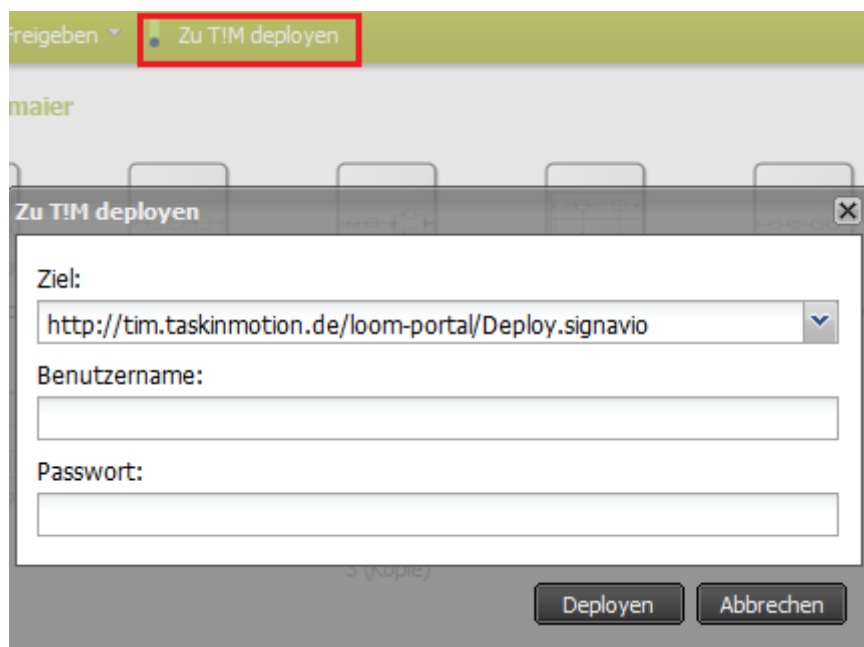 Freigeben
Zu T!M deployen
maier
Zu T!M deployen
Ziel:
http://tim.taskinmotion.de/loom-portal/Deploy.signavio
Benutzername:
Passwort:
3 (Kopie)
Deployen
Abbrechen